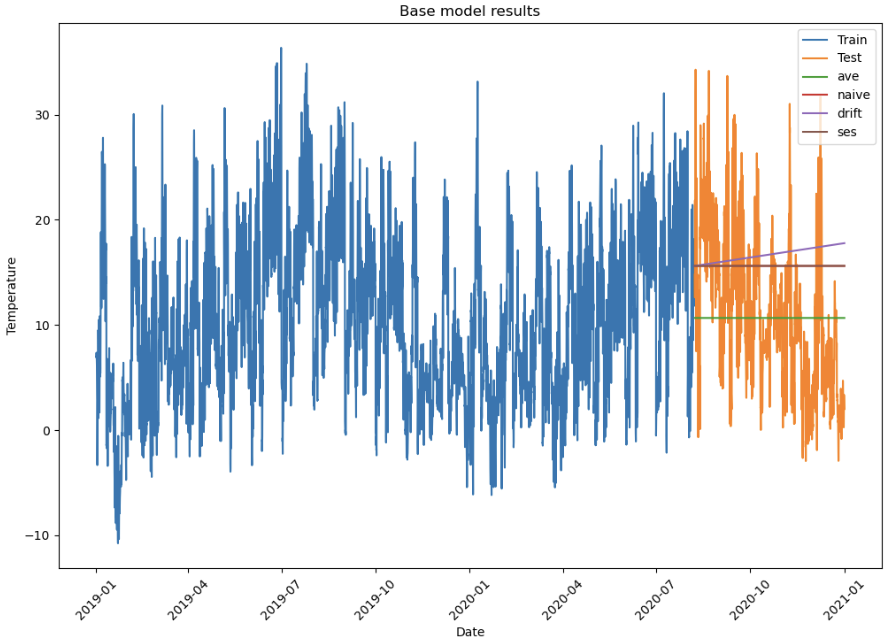 Base model results
Train
Test
ave
naive
drift
ses
Temperature
30
20
10
0
−10
2019-01
2019-04
2019-07
2019-10
2020-01
2020-04
2020-07
2020-10
2021-01
Date